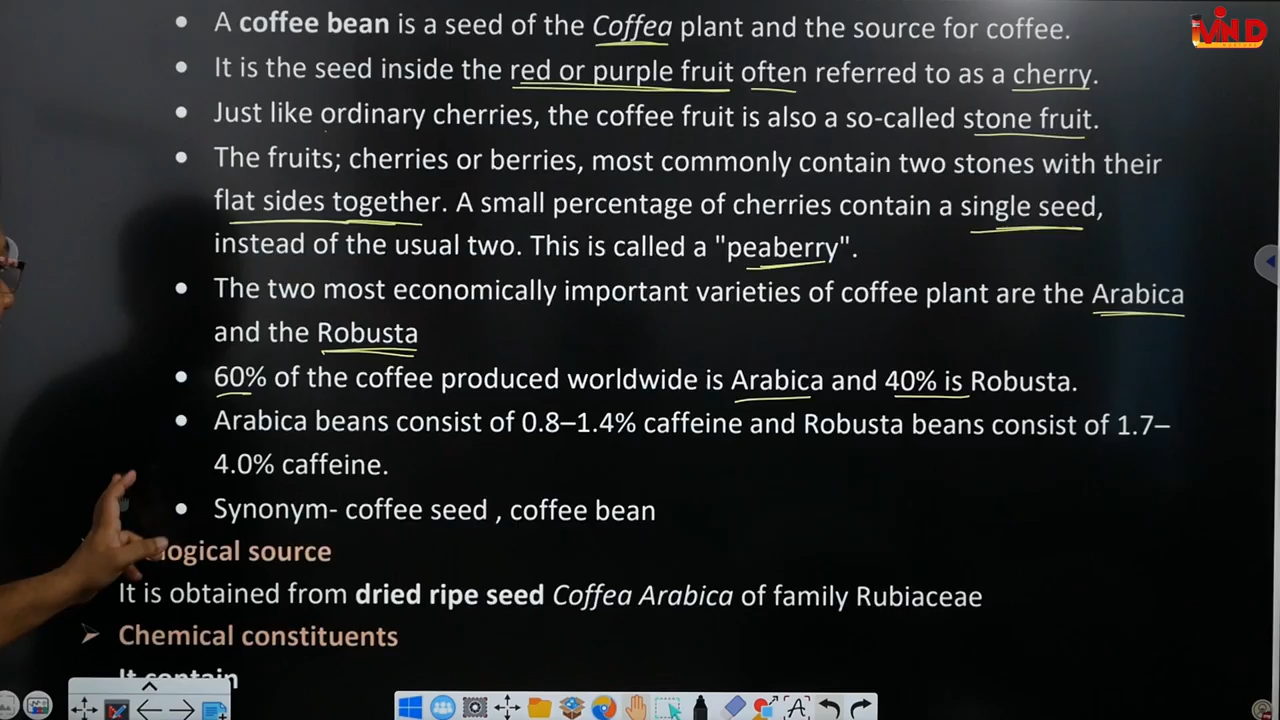 A coffee bean is a seed of the Coffea plant and the source for coffee.
It is the seed inside the red or purple fruit often referred to as a cherry.
Just like ordinary cherries, the coffee fruit is also a so-called stone fruit.
The fruits; cherries or berries, most commonly contain two stones with their
flat sides together. A small percentage of cherries contain a single seed,
instead of the usual two. This is called a "peaberry".
The two most economically important varieties of coffee plant are the Arabica
and the Robusta
60% of the coffee produced worldwide is Arabica and 40% is Robusta.
Arabica beans consist of 0.8–1.4% caffeine and Robusta beans consist of 1.7–
4.0% caffeine.
Synonym- coffee seed , coffee bean
logical source
It is obtained from dried ripe seed Coffea Arabica of family Rubiaceae
Chemical constituents
It contain